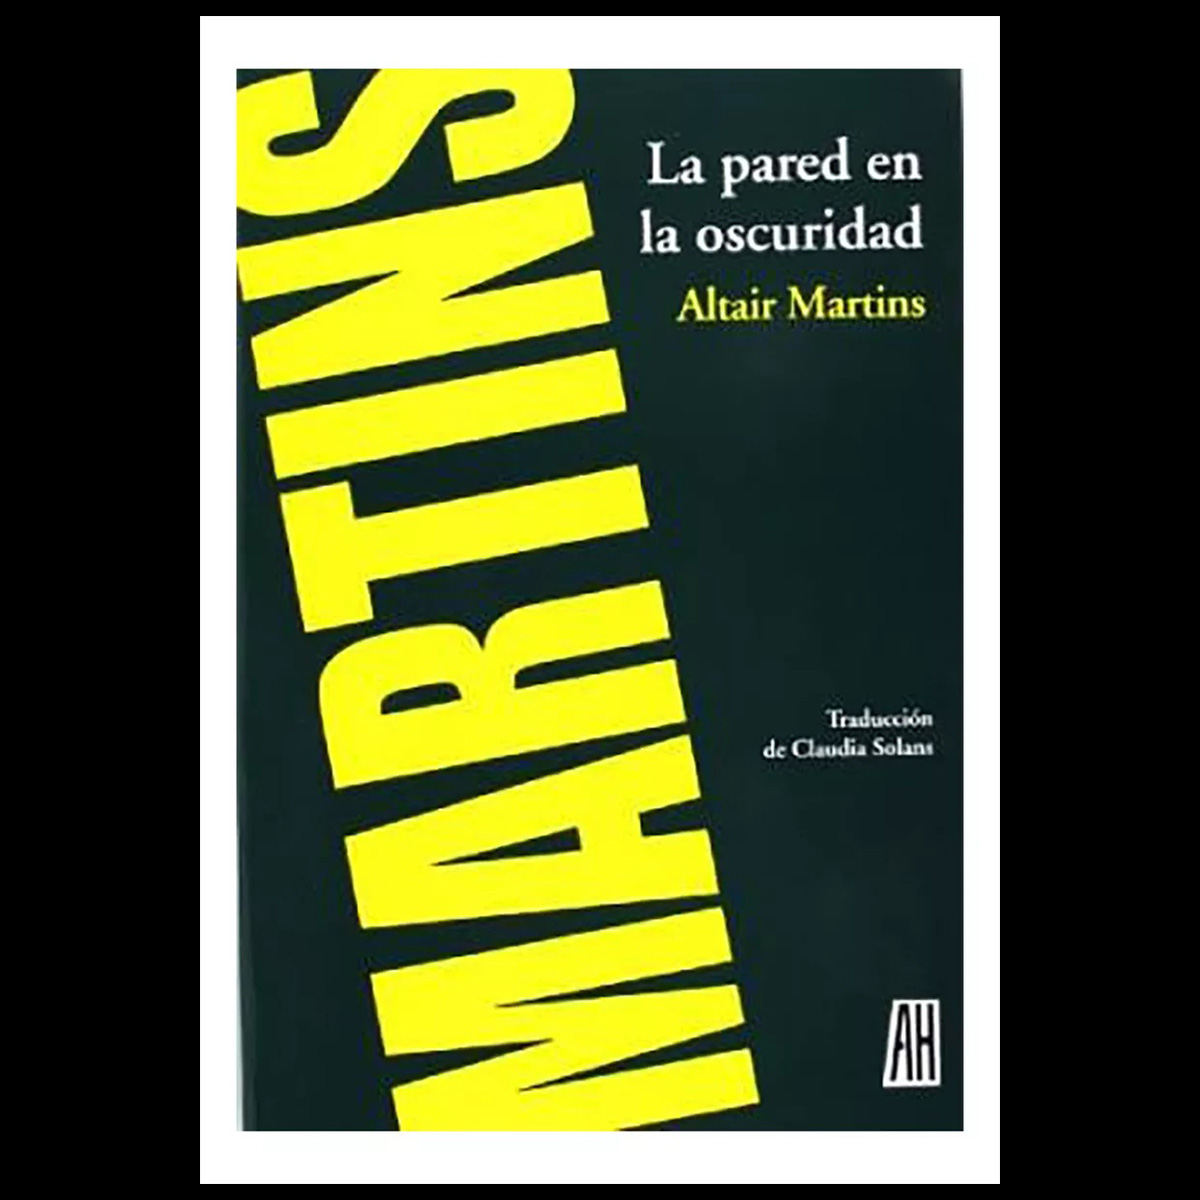 La pared en
la oscuridad
Altair Martins
MARTINS
Traducción
de Claudia Solans
AH